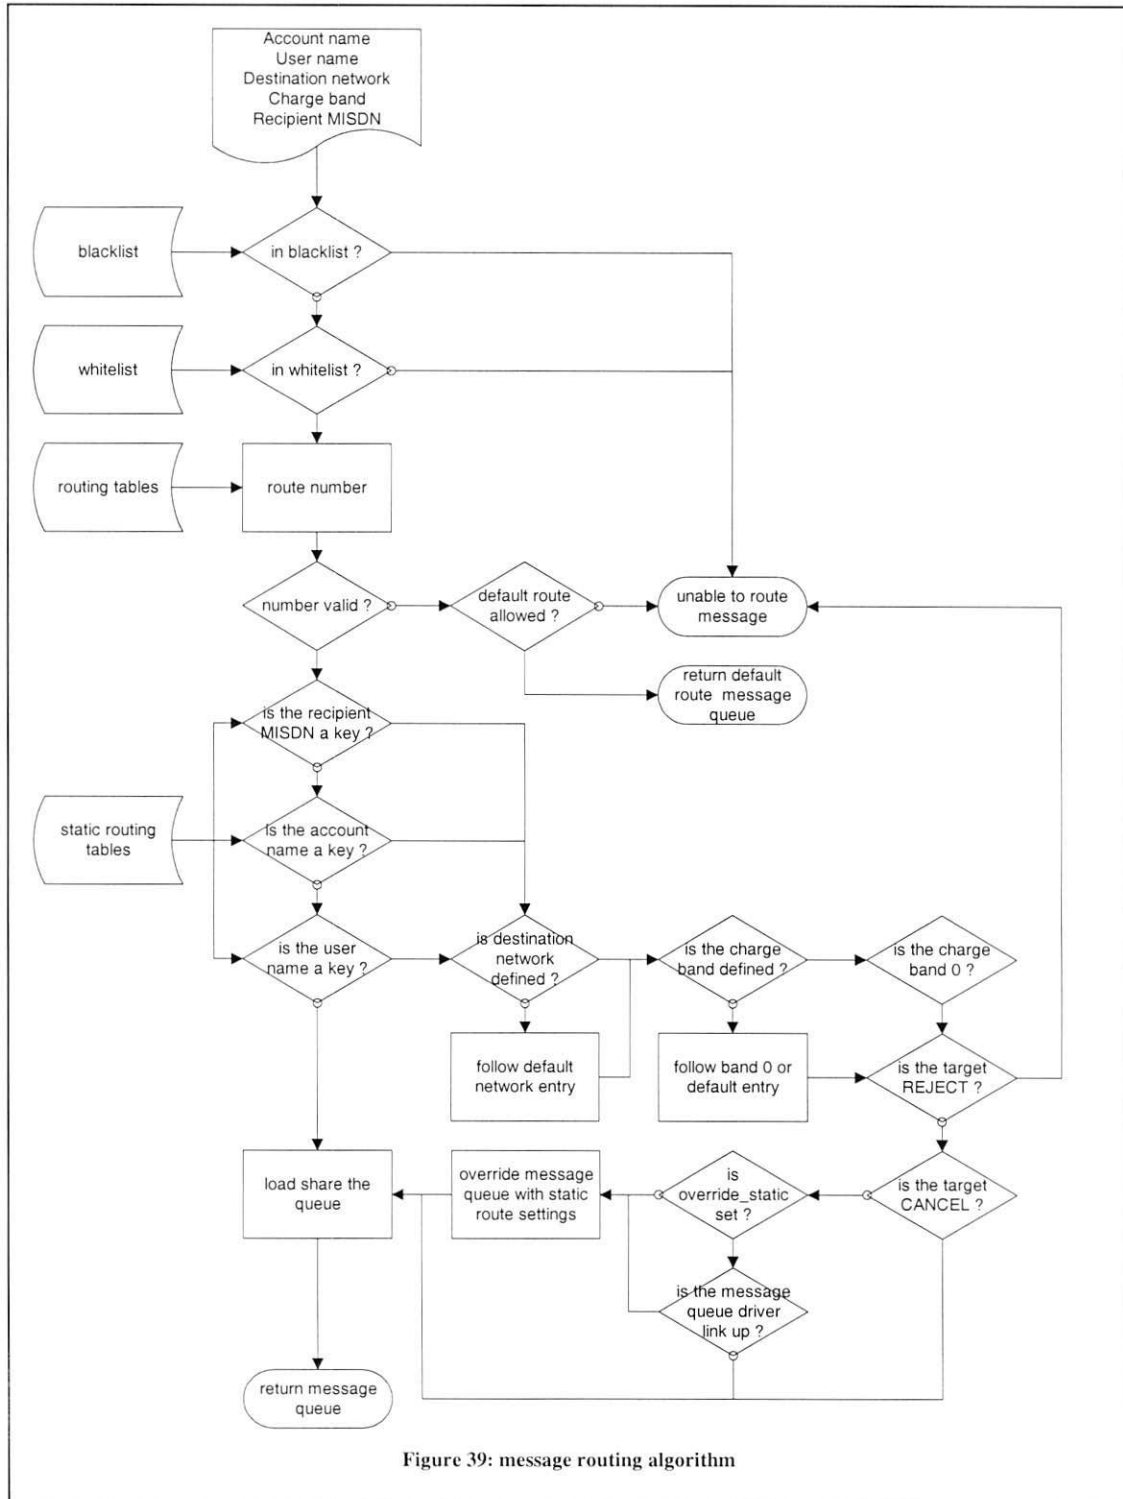 Account name
User name
Destination network
Charge band
Recipient MISDN
blacklist
in blacklist ?
whitelist
in whitelist ?
routing tables
route number
number valid ?
default route
allowed ?
unable to route
message
return default
route message
queue
is the recipient
MISDN a key ?
static routing
tables
is the account
name a key ?
is the user
name a key ?
is destination
network
defined ?
is the charge
band defined ?
is the charge
band 0 ?
follow default
network entry
follow band 0 or
default entry
is the target
REJECT ?
load share the
queue
override message
queue with static
route settings
is
override_static
set ?
is the target
CANCEL ?
is the message
queue driver
link up ?
return message
queue
Figure 39: message routing algorithm